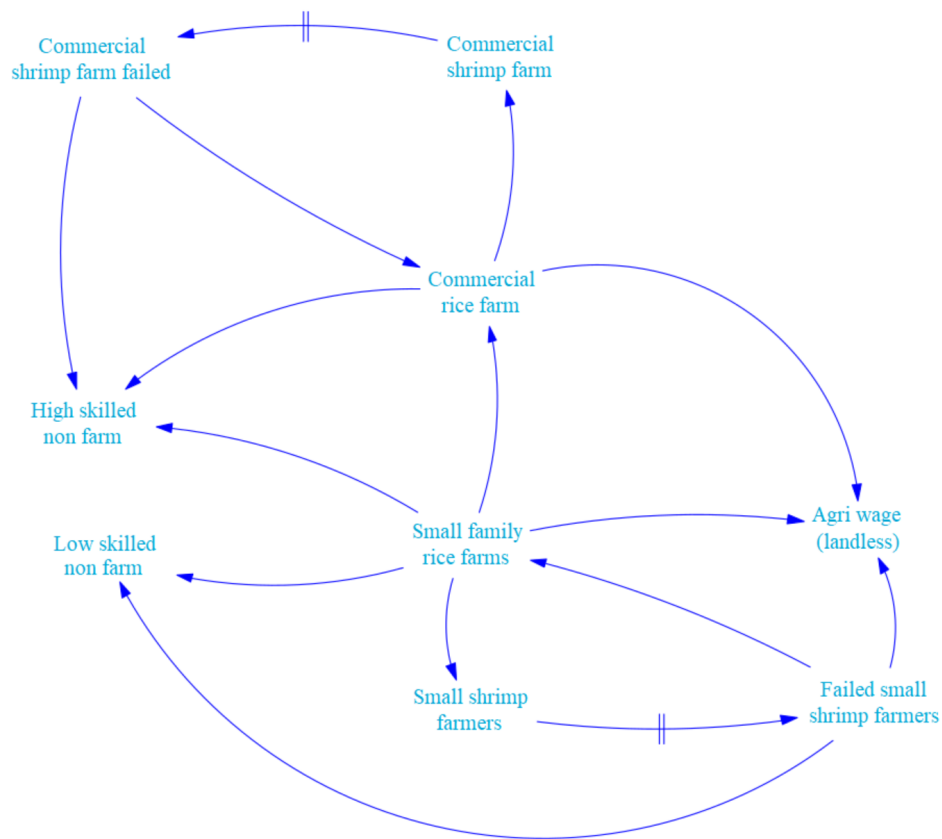 Commercial
shrimp farm failed
Commercial
shrimp farm
Commercial
rice farm
High skilled
non farm
Small family
rice farms
Agri wage
(landless)
Low skilled
non farm
Small shrimp
farmers
Failed small
shrimp farmers